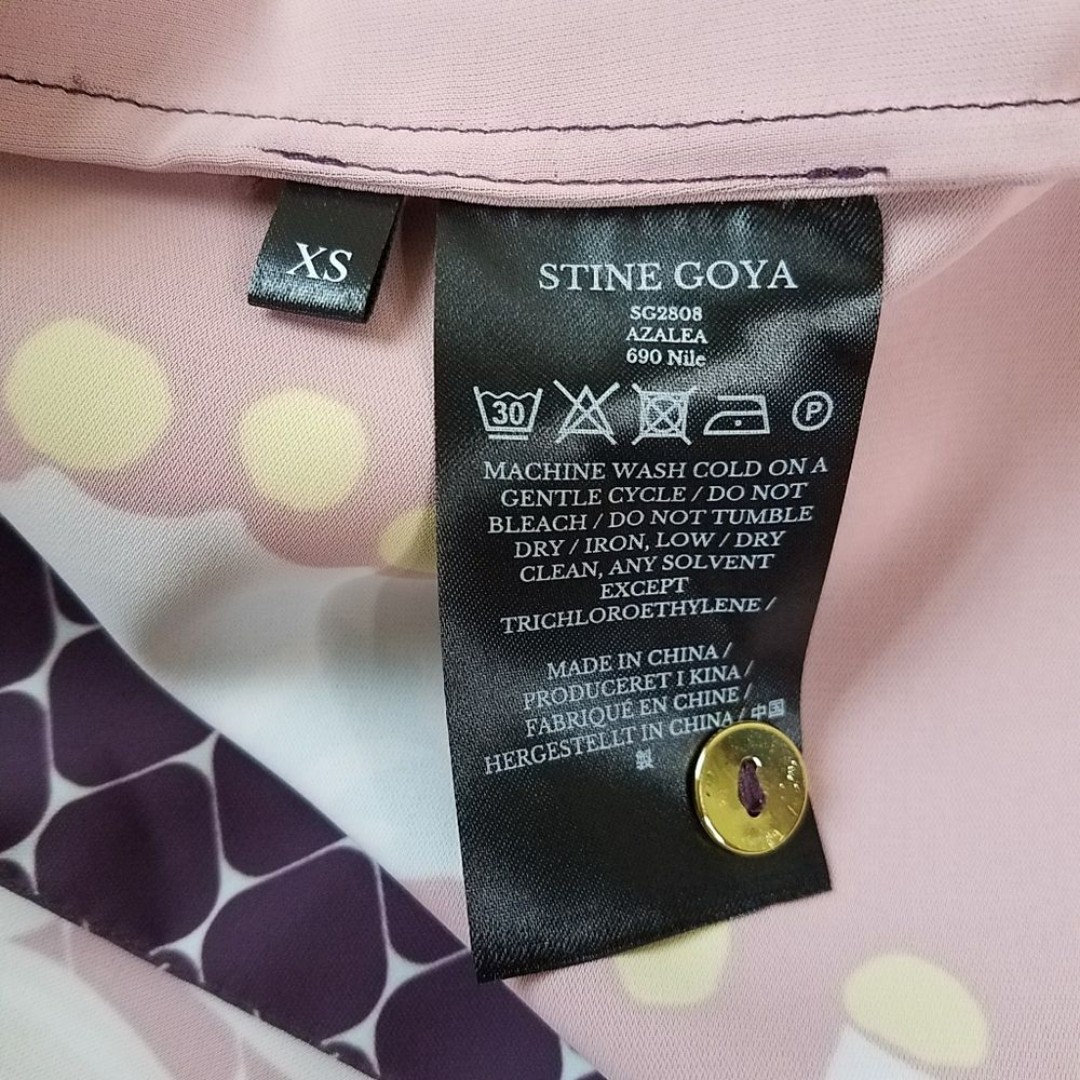 XS
STINE GOYA
SG2808
AZALEA
690 Nile
30
P
MACHINE WASH COLD ON A
GENTLE CYCLE / DO NOT
BLEACH / DO NOT TUMBLE
DRY / IRON, LOW / DRY
CLEAN, ANY SOLVENT
EXCEPT
TRICHLOROETHYLENE /
MADE IN CHINA /
PRODUCERET I KINA /
FABRIQUÉ EN CHINE /
HERGESTELLT IN CHINA / 中国
製